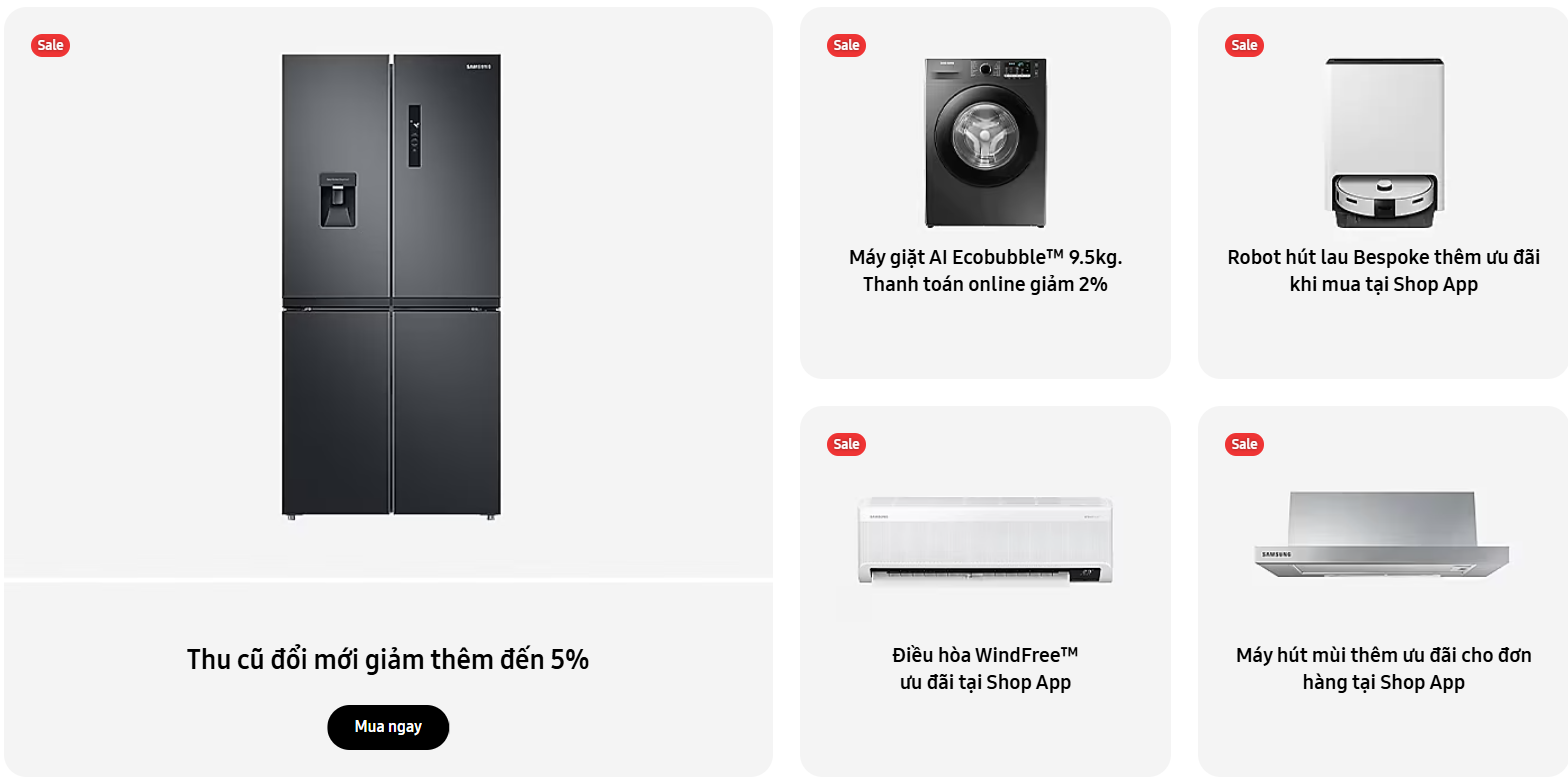 Sale
SAMSUNG
Thu cũ đổi mới giảm thêm đến 5%
Mua ngay
Sale
SAMSUNG
Máy giặt AI Ecobubble™ 9.5kg.
Thanh toán online giảm 2%
Sale
Robot hút lau Bespoke thêm ưu đãi
khi mua tại Shop App
Sale
SAMSUNG
Điều hòa WindFree™
ưu đãi tại Shop App
Sale
SAMSUNG
Máy hút mùi thêm ưu đãi cho đơn
hàng tại Shop App